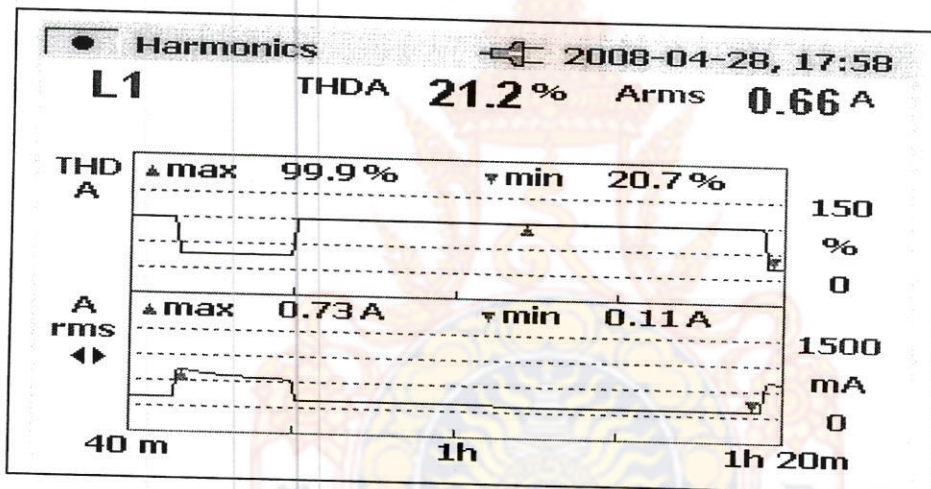 Harmonics 2008-04-28, 17:58
L1 THDA 21.2% Arms 0.66 A
THD A max 99.9% min 20.7%
150
%
0
A rms max 0.73 A min 0.11 A
1500
mA
0
40 m 1h 1h 20m